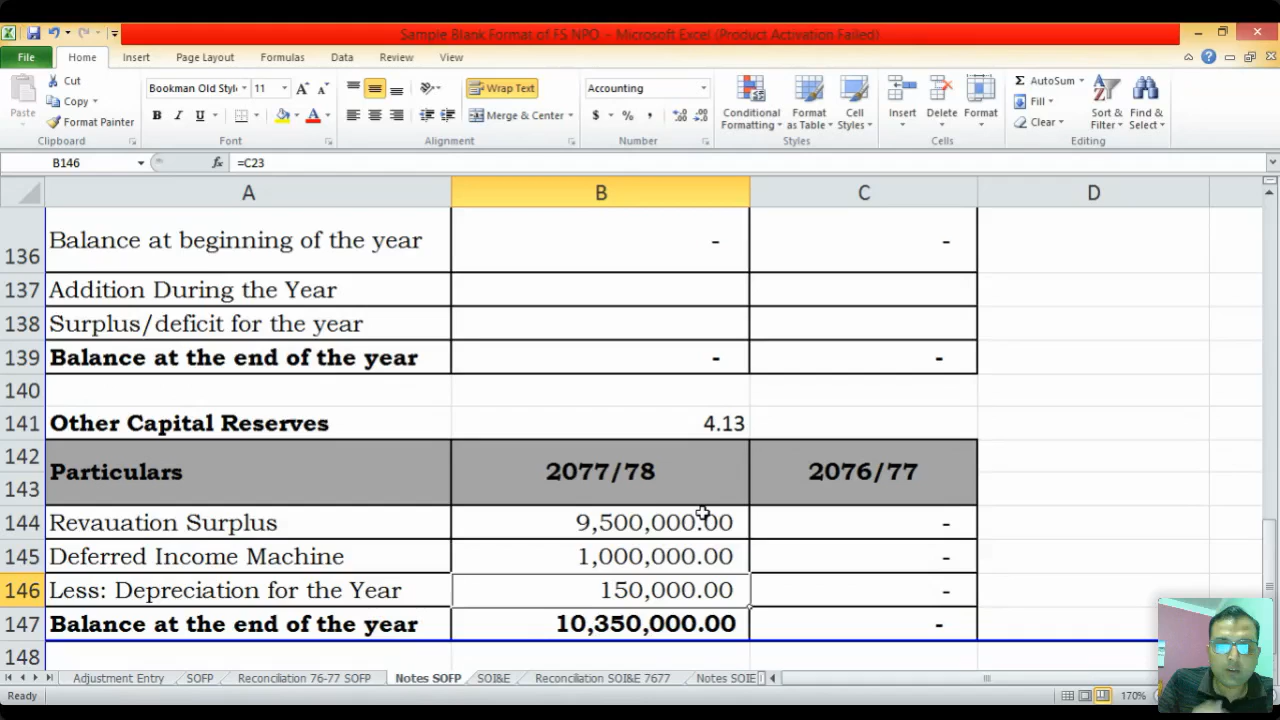 Sample Blank Format of FS NPO - Microsoft Excel (Product Activation Failed)
File Home Insert Page Layout Formulas Data Review View
Cut
Copy
Format Painter
Paste
Clipboard
Bookman Old Styl 11
B I U
Font
Wrap Text
Merge & Center
Alignment
Accounting
$ % ,
Number
Conditional Formatting
Format as Table
Cell Styles
Styles
Insert Delete Format
Cells
AutoSum
Fill
Clear
Sort & Filter
Find & Select
Editing
B146 fx =C23
A B C D
136 Balance at beginning of the year - -
137 Addition During the Year
138 Surplus/deficit for the year
139 Balance at the end of the year - -
140
141 Other Capital Reserves 4.13
142
Particulars 2077/78 2076/77
143
144 Revauation Surplus 9,500,000.00 -
145 Deferred Income Machine 1,000,000.00 -
146 Less: Depreciation for the Year 150,000.00 -
147 Balance at the end of the year 10,350,000.00 -
148
Adjustment Entry SOFP Reconciliation 76-77 SOFP Notes SOFP SOI&E Reconciliation SOI&E 7677 Notes SOIE
Ready 170%